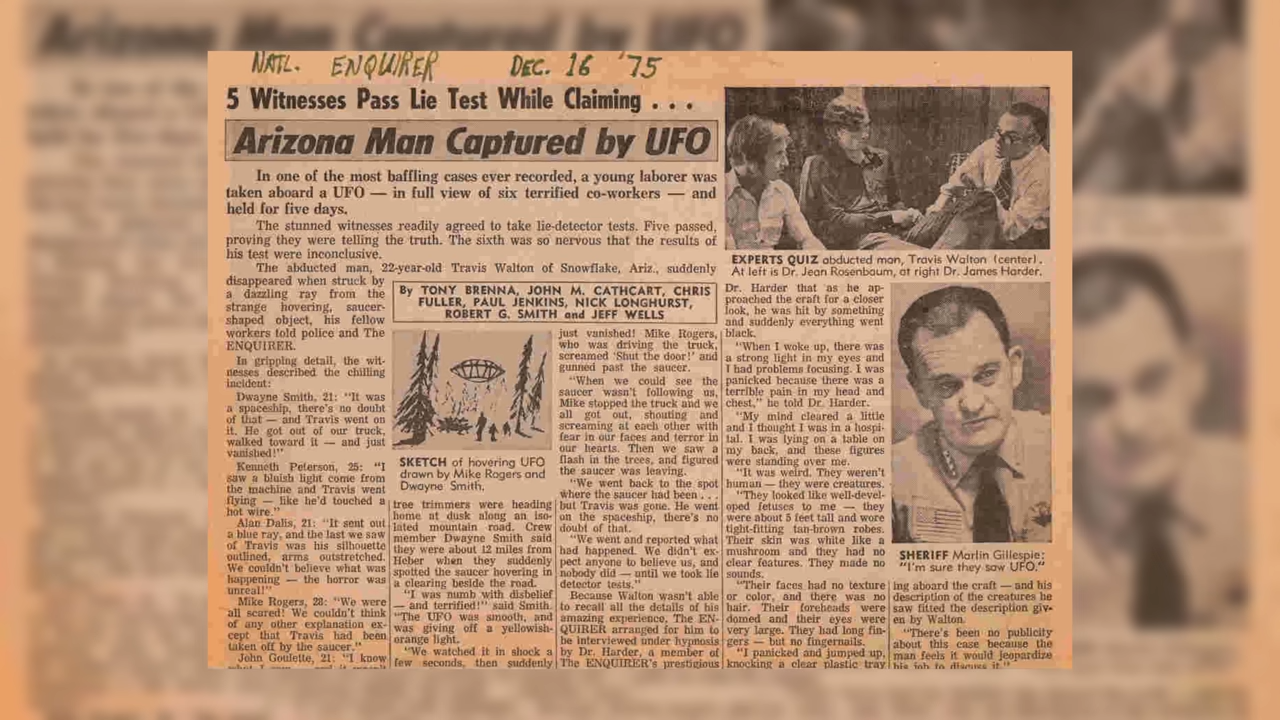 NATL. ENQUIRER DEC. 16 '75
5 Witnesses Pass Lie Test While Claiming . . .
Arizona Man Captured by UFO
In one of the most baffling cases ever recorded, a young laborer was
taken aboard a UFO — in full view of six terrified co-workers — and
held for five days.
The stunned witnesses readily agreed to take lie-detector tests. Five passed,
proving they were telling the truth. The sixth was so nervous that the results of
his test were inconclusive.
The abducted man, 22-year-old Travis Walton of Snowflake, Ariz., suddenly
disappeared when struck by
a dazzling ray from the
strange hovering, saucer-
shaped object, his fellow
workers told police and The
ENQUIRER.
In gripping detail, the wit-
nesses described the chilling
incident:
Dwayne Smith, 21: "It was
a spaceship, there's no doubt
of that — and Travis went on
it. He got out of our truck,
walked toward it — and just
vanished!"
Kenneth Peterson, 25: "I
saw a bluish light come from
the machine and Travis went
flying — like he'd touched a
hot wire."
Alan Dalis, 21: "It sent out
a blue ray, and the last we saw
of Travis was his silhouette
outlined, arms outstretched.
We couldn't believe what was
happening — the horror was
unreal!"
Mike Rogers, 28: "We were
all scared! We couldn't think
of any other explanation ex-
cept that Travis had been
taken off by the saucer."
John Goulette, 21: "I know
By TONY BRENNA, JOHN M. CATHCART, CHRIS
FULLER, PAUL JENKINS, NICK LONGHURST,
ROBERT G. SMITH and JEFF WELLS
SKETCH of hovering UFO
drawn by Mike Rogers and
Dwayne Smith.
tree trimmers were heading
home at dusk along an iso-
lated mountain road. Crew
member Dwayne Smith said
they were about 12 miles from
Heber when they suddenly
spotted the saucer hovering in
a clearing beside the road.
"I was numb with disbelief
— and terrified!" said Smith.
"The UFO was smooth, and
was giving off a yellowish-
orange light.
"We watched it in shock a
few seconds, then suddenly
just vanished! Mike Rogers,
who was driving the truck,
screamed 'Shut the door!' and
gunned past the saucer.
"When we could see the
saucer wasn't following us,
Mike stopped the truck and we
all got out, shouting and
screaming at each other with
fear in our faces and terror in
our hearts. Then we saw a
flash in the trees, and figured
the saucer was leaving.
"We went back to the spot
where the saucer had been . . .
but Travis was gone. He went
on the spaceship, there's no
doubt of that.
"We went and reported what
had happened. We didn't ex-
pect anyone to believe us, and
nobody did — until we took lie
detector tests."
Because Walton wasn't able
to recall all the details of his
amazing experience, The EN-
QUIRER arranged for him to
be interviewed under hypnosis
by Dr. Harder, a member of
The ENQUIRER's prestigious
EXPERTS QUIZ abducted man, Travis Walton (center).
At left is Dr. Jean Rosenbaum, at right Dr. James Harder.
Dr. Harder that as he ap-
proached the craft for a closer
look, he was hit by something
and suddenly everything went
black.
"When I woke up, there was
a strong light in my eyes and
I had problems focusing. I was
panicked because there was a
terrible pain in my head and
chest," he told Dr. Harder.
"My mind cleared a little
and I thought I was in a hospi-
tal. I was lying on a table on
my back, and these figures
were standing over me.
"It was weird. They weren't
human — they were creatures.
"They looked like well-devel-
oped fetuses to me — they
were about 5 feet tall and wore
tight-fitting tan-brown robes.
Their skin was white like a
mushroom and they had no
clear features. They made no
sounds.
"Their faces had no texture
or color, and there was no
hair. Their foreheads were
domed and their eyes were
very large. They had long fin-
gers — but no fingernails.
"I panicked and jumped up,
knocking a clear plastic tray
SHERIFF Marlin Gillespie:
"I'm sure they saw UFO."
ing aboard the craft — and his
description of the creatures he
saw fitted the description giv-
en by Walton.
"There's been no publicity
about this case because the
man feels it would jeopardize
his job to discuss it."